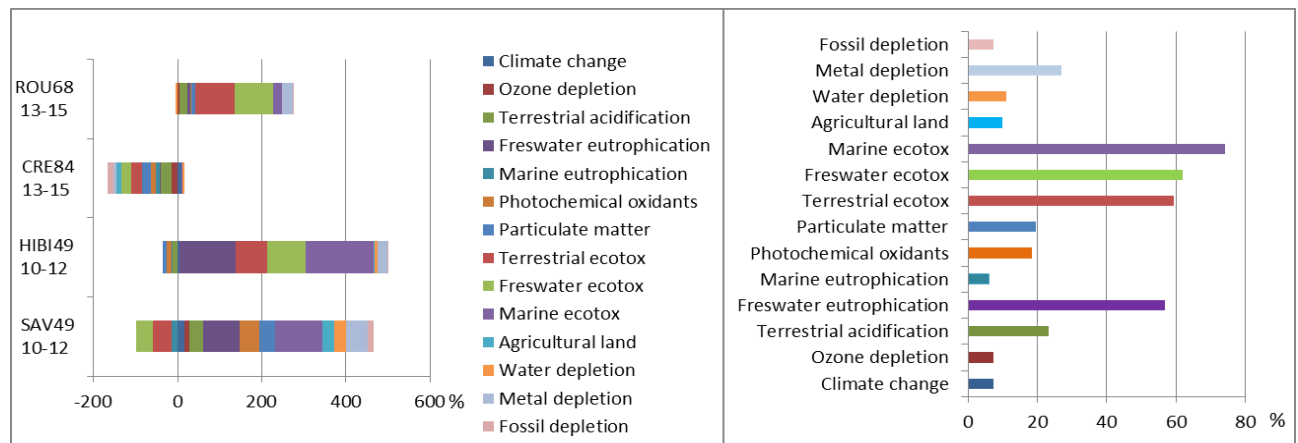 ROU68
13-15
CRE84
13-15
HIBI49
10-12
SAV49
10-12
-200 0 200 400 600 %
Climate change
Ozone depletion
Terrestrial acidification
Freswater eutrophication
Marine eutrophication
Photochemical oxidants
Particulate matter
Terrestrial ecotox
Freswater ecotox
Marine ecotox
Agricultural land
Water depletion
Metal depletion
Fossil depletion
Fossil depletion
Metal depletion
Water depletion
Agricultural land
Marine ecotox
Freswater ecotox
Terrestrial ecotox
Particulate matter
Photochemical oxidants
Marine eutrophication
Freswater eutrophication
Terrestrial acidification
Ozone depletion
Climate change
0 20 40 60 80 %